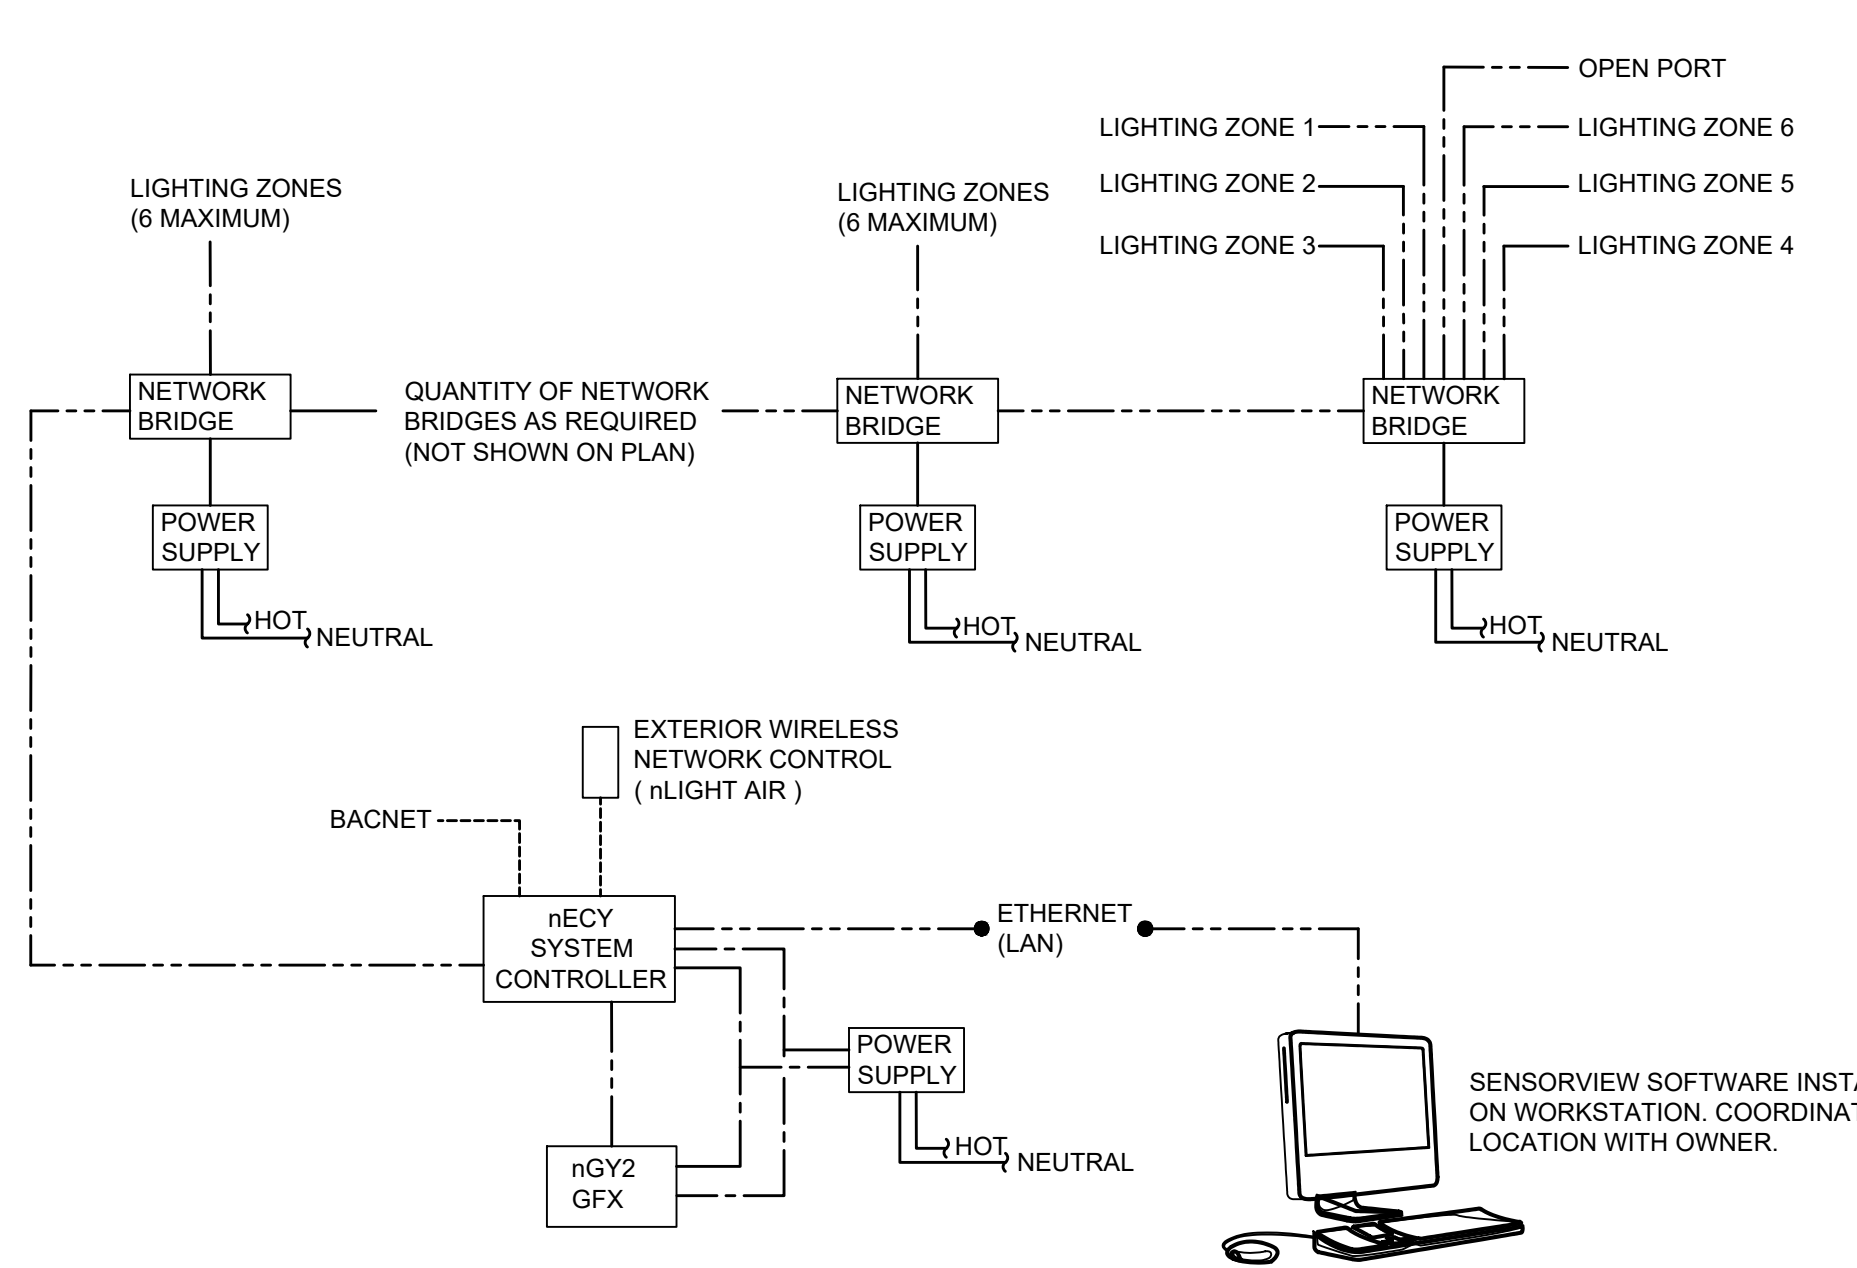 OPEN PORT
LIGHTING ZONE 1
LIGHTING ZONE 6
LIGHTING ZONE 2
LIGHTING ZONE 5
LIGHTING ZONE 3
LIGHTING ZONE 4
LIGHTING ZONES
(6 MAXIMUM)
LIGHTING ZONES
(6 MAXIMUM)
NETWORK
BRIDGE
QUANTITY OF NETWORK
BRIDGES AS REQUIRED
(NOT SHOWN ON PLAN)
NETWORK
BRIDGE
NETWORK
BRIDGE
POWER
SUPPLY
POWER
SUPPLY
POWER
SUPPLY
HOT
NEUTRAL
HOT
NEUTRAL
HOT
NEUTRAL
EXTERIOR WIRELESS
NETWORK CONTROL
( nLIGHT AIR )
BACNET
nECY
SYSTEM
CONTROLLER
ETHERNET
(LAN)
POWER
SUPPLY
HOT
NEUTRAL
nGY2
GFX
SENSORVIEW SOFTWARE
ON WORKSTATION.
LOCATION WITH OWNER.